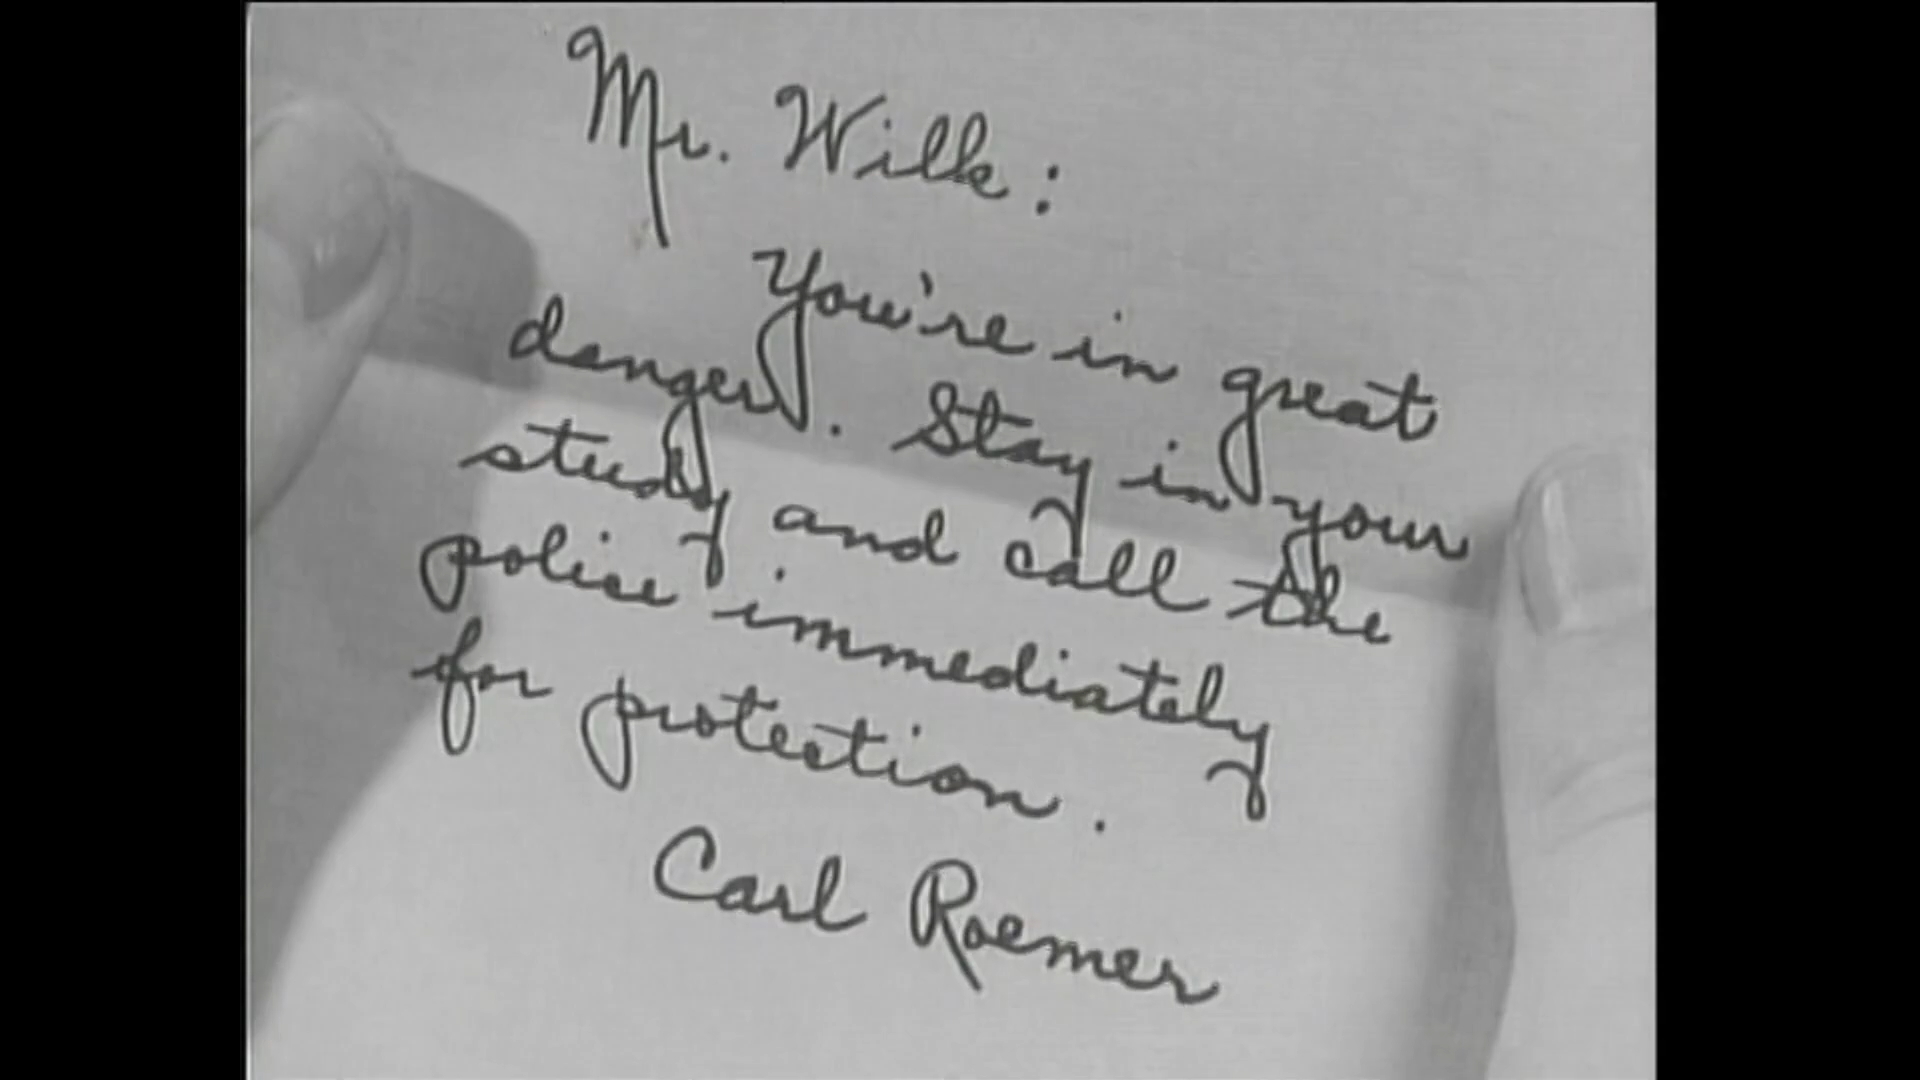 Mr. Wilk:
You're in great
danger. Stay in your
study and call the
police immediately
for protection.
Carl Roemer